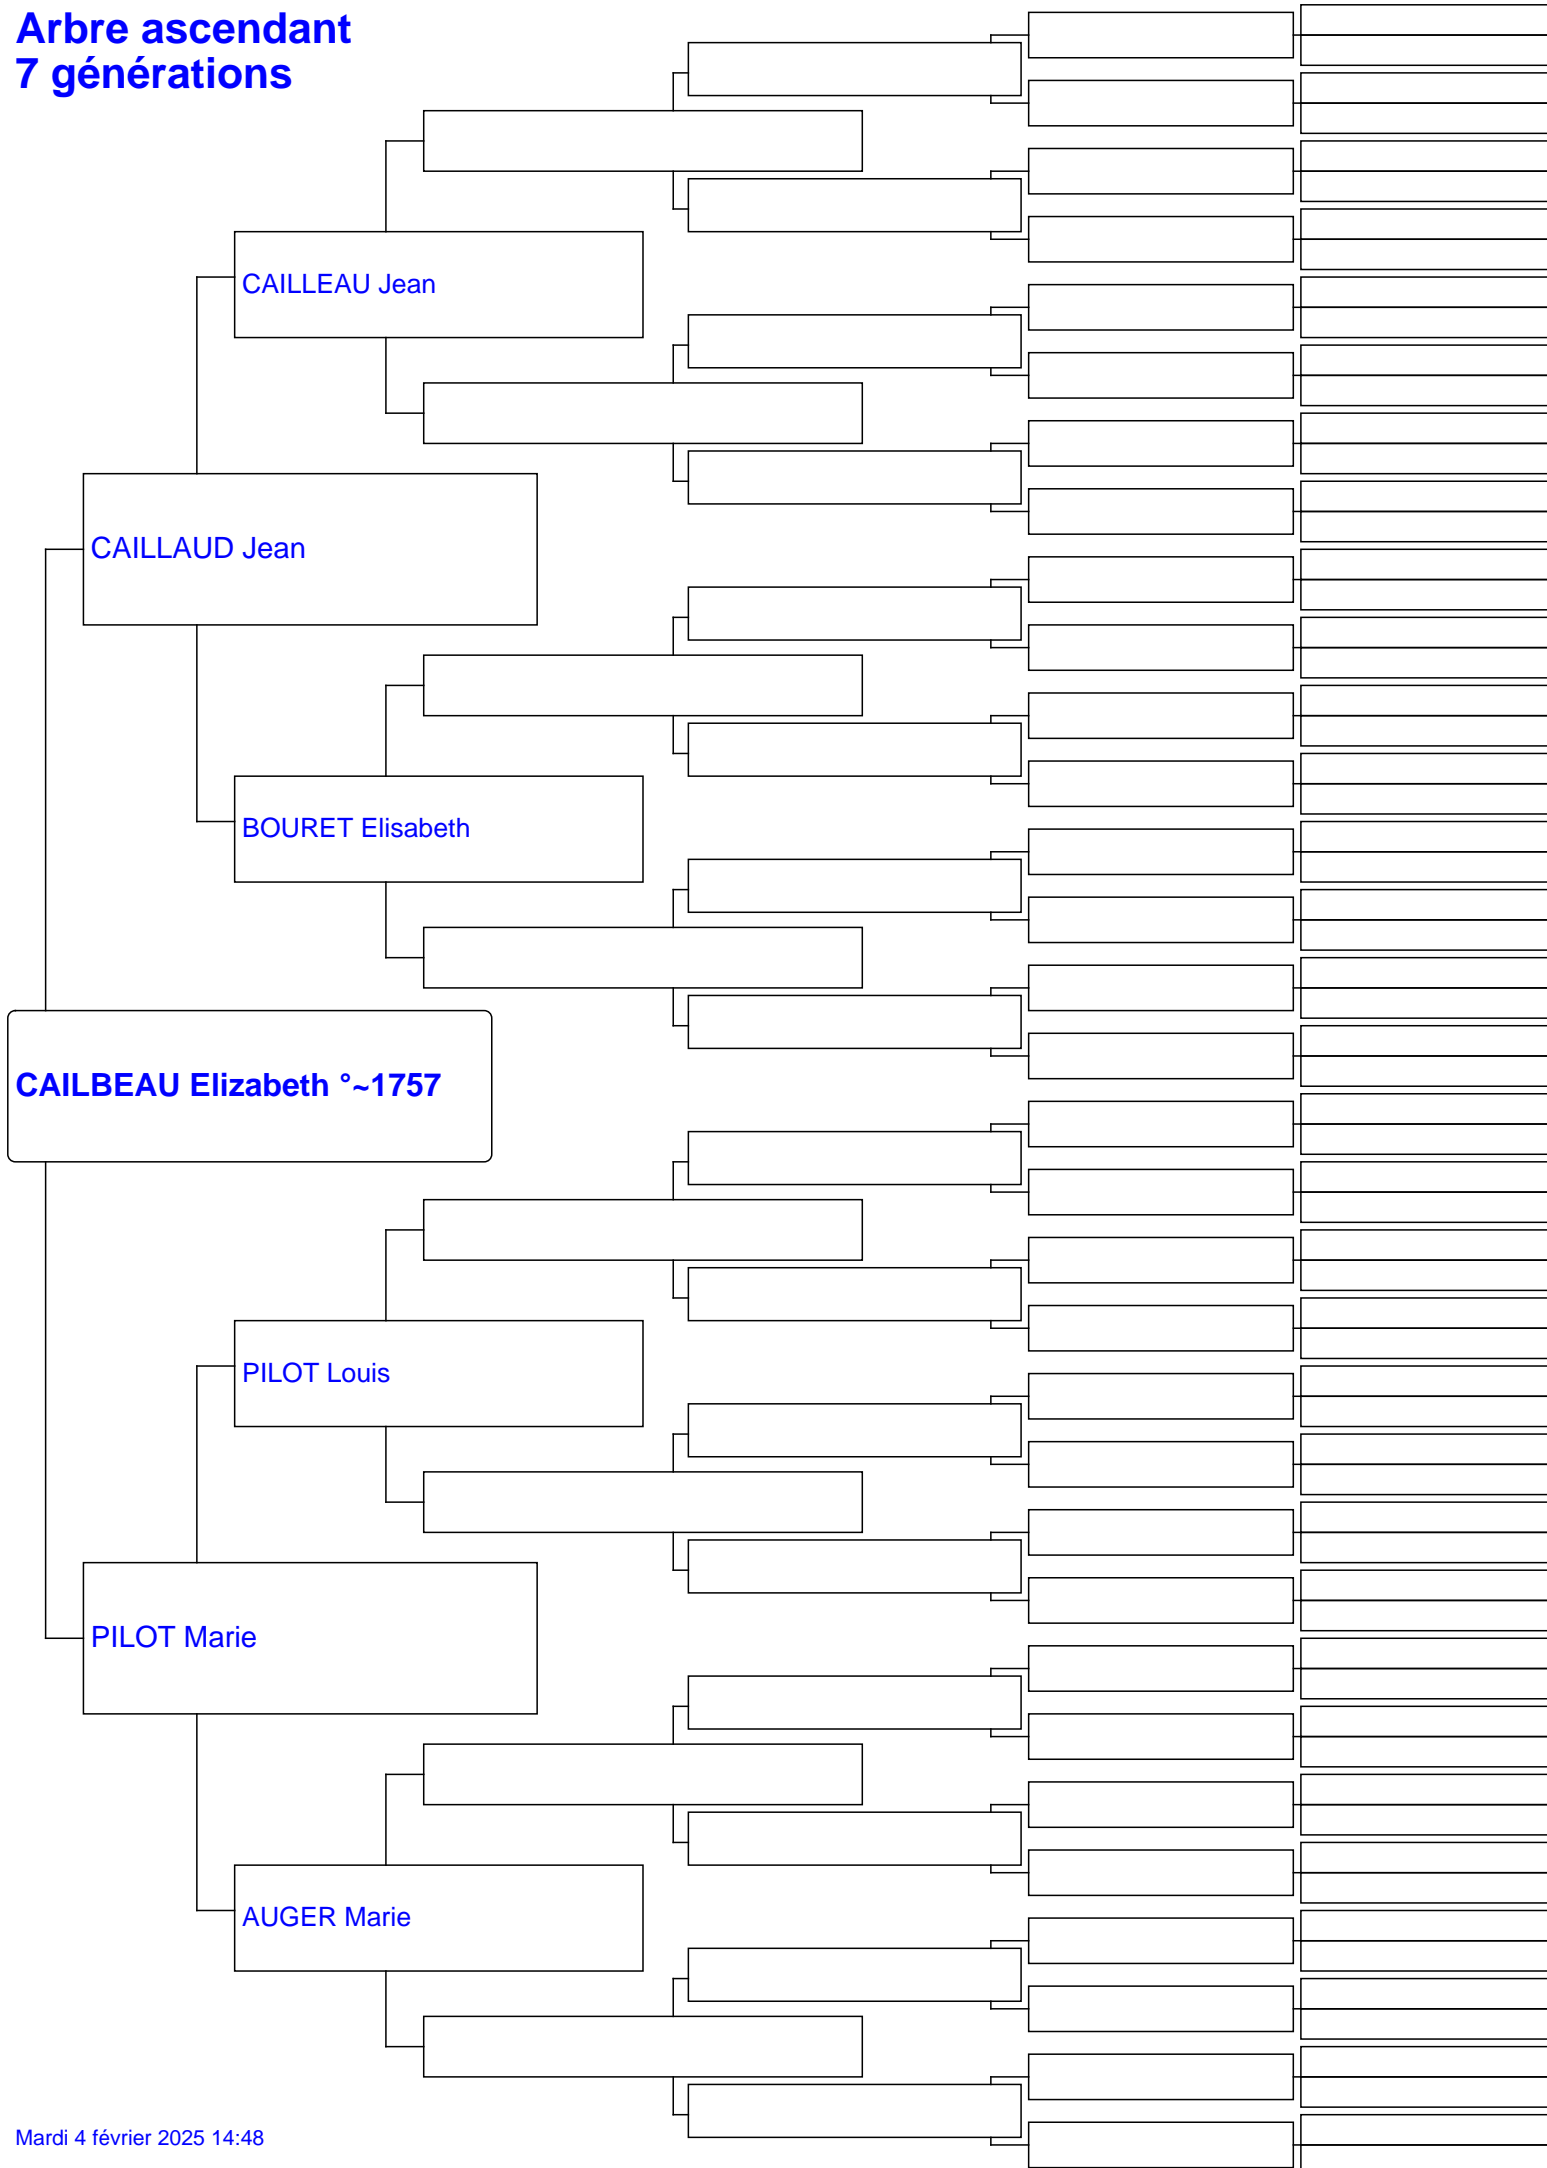 Arbre ascendant
7 générations
CAILLEAU Jean
CAILLAUD Jean
BOURET Elisabeth
CAILBEAU Elizabeth °~1757
PILOT Louis
PILOT Marie
AUGER Marie
Mardi 4 février 2025 14:48